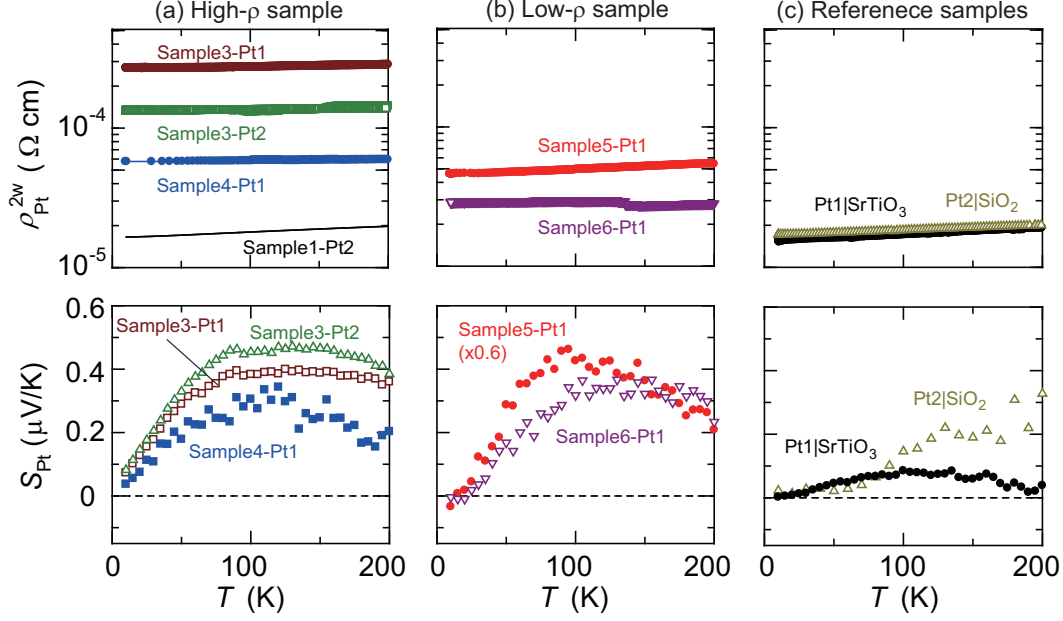 (a) High-ρ sample
(b) Low-ρ sample
(c) Referenece samples
ρ_Pt^2w ( Ω cm)
10^-4
10^-5
Sample3-Pt1
Sample3-Pt2
Sample4-Pt1
Sample1-Pt2
Sample5-Pt1
Sample6-Pt1
Pt1|SrTiO₃
Pt2|SiO₂
S_Pt ( μV/K)
0.6
0.4
0.2
0
Sample3-Pt1
Sample3-Pt2
Sample4-Pt1
Sample5-Pt1
(x0.6)
Sample6-Pt1
Pt2|SiO₂
Pt1|SrTiO₃
0 100 200
0 100 200
0 100 200
T (K)
T (K)
T (K)